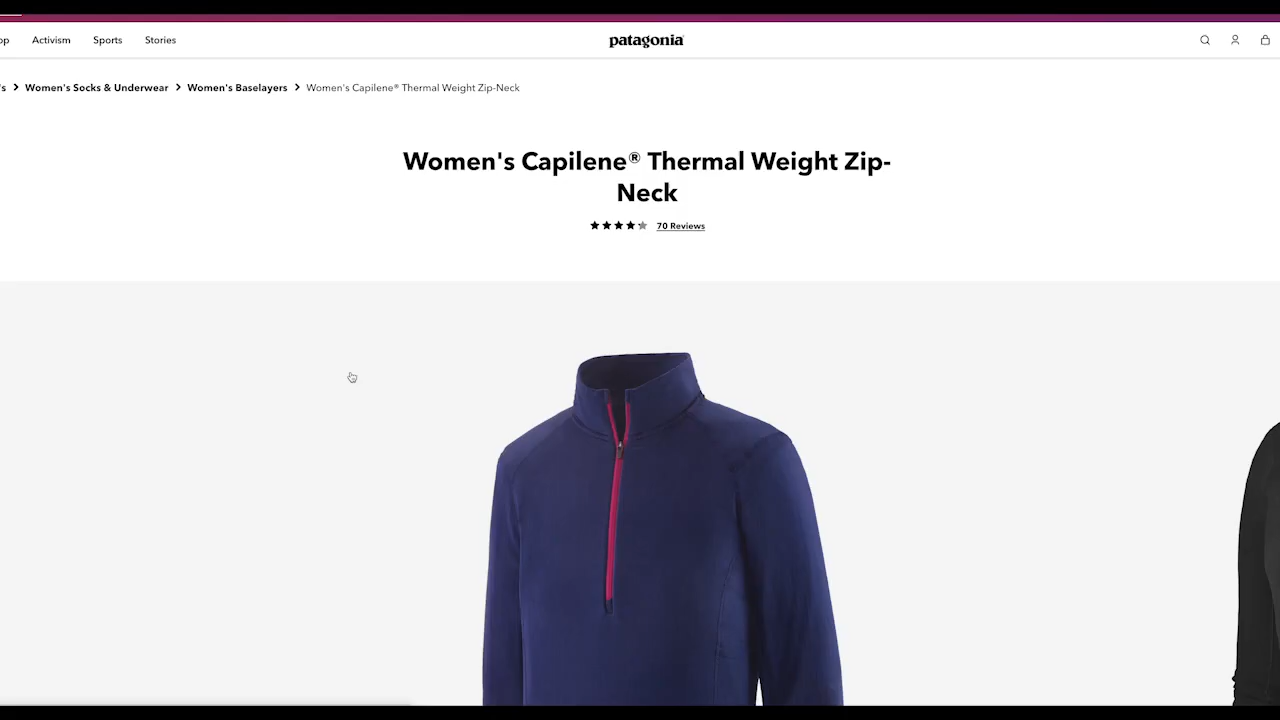 op Activism Sports Stories patagonia
's > Women's Socks & Underwear > Women's Baselayers > Women's Capilene® Thermal Weight Zip-Neck
Women's Capilene® Thermal Weight Zip-
Neck
70 Reviews